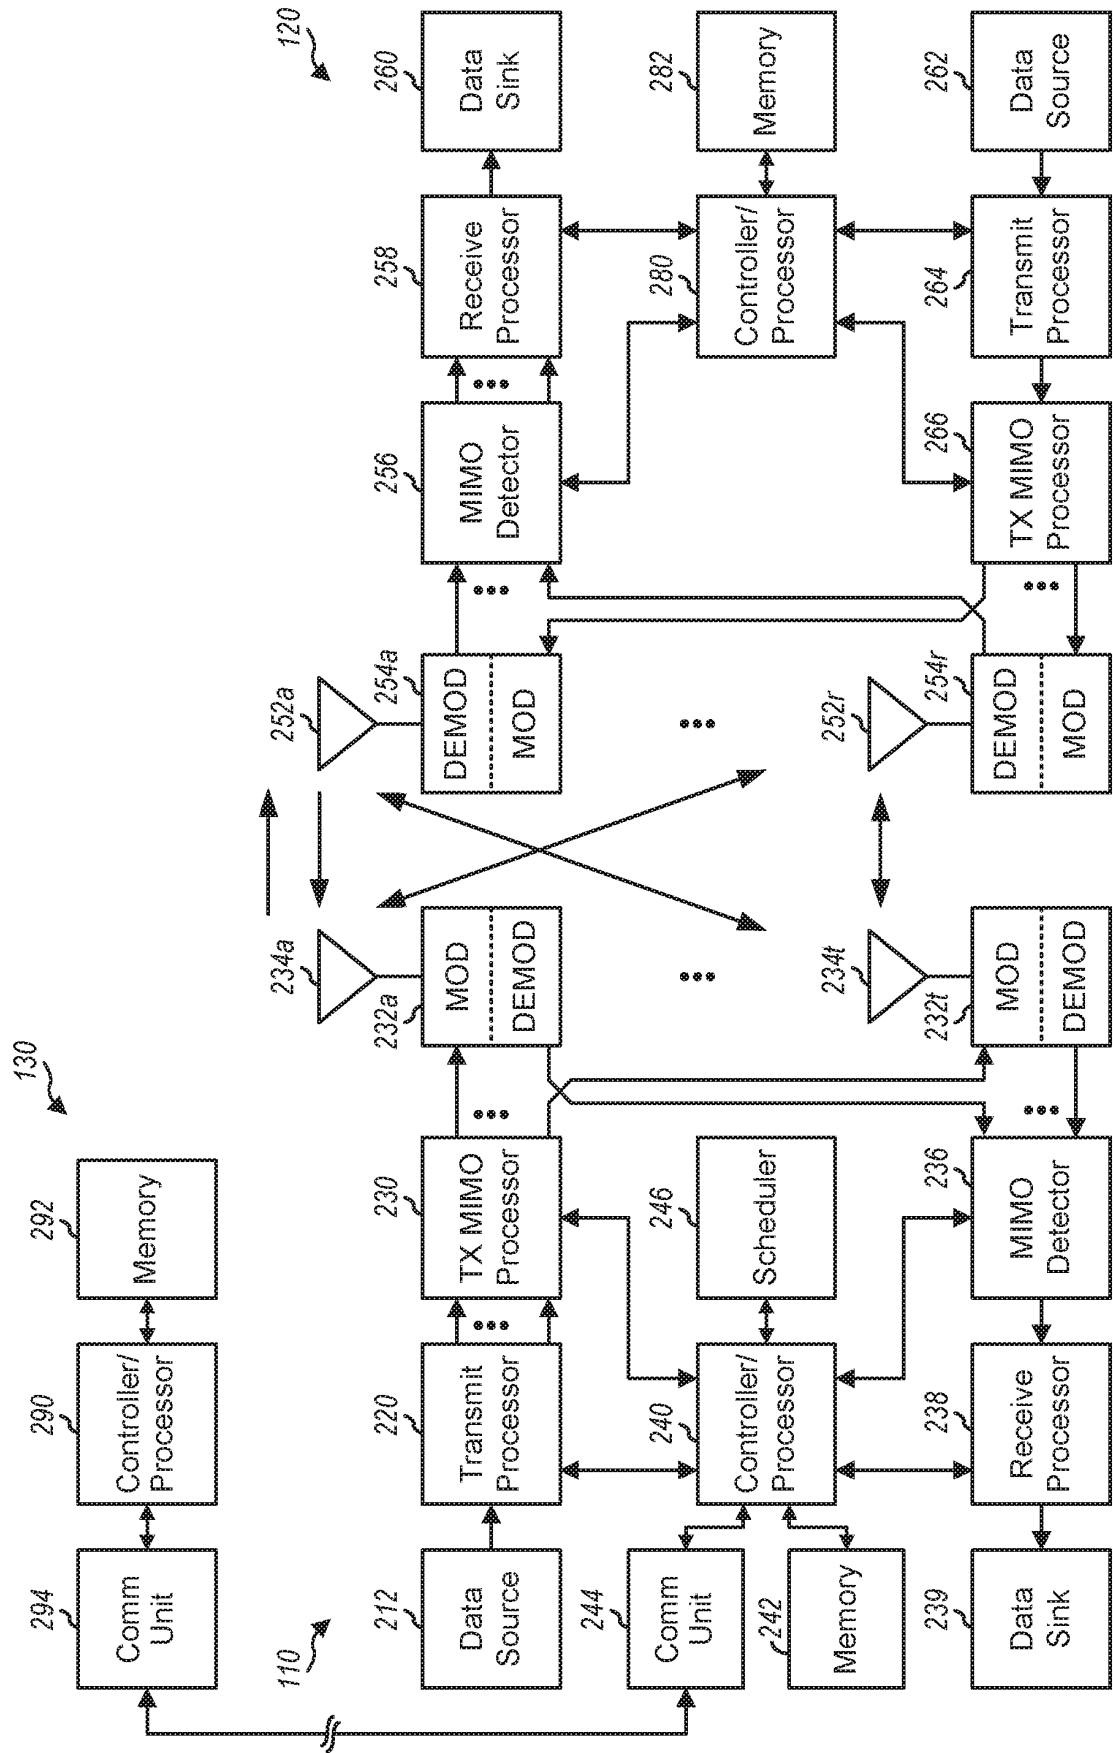 130
294
Comm
Unit
290
Controller/
Processor
292
Memory
110
120
212
Data
Source
220
Transmit
Processor
230
TX MIMO
Processor
232a
MOD
DEMOD
234a
252a
254a
DEMOD
MOD
256
MIMO
Detector
258
Receive
Processor
260
Data
Sink
244
Comm
Unit
242
Memory
240
Controller/
Processor
246
Scheduler
280
Controller/
Processor
282
Memory
239
Data
Sink
238
Receive
Processor
236
MIMO
Detector
232t
MOD
DEMOD
234t
252r
254r
DEMOD
MOD
266
TX MIMO
Processor
264
Transmit
Processor
262
Data
Source